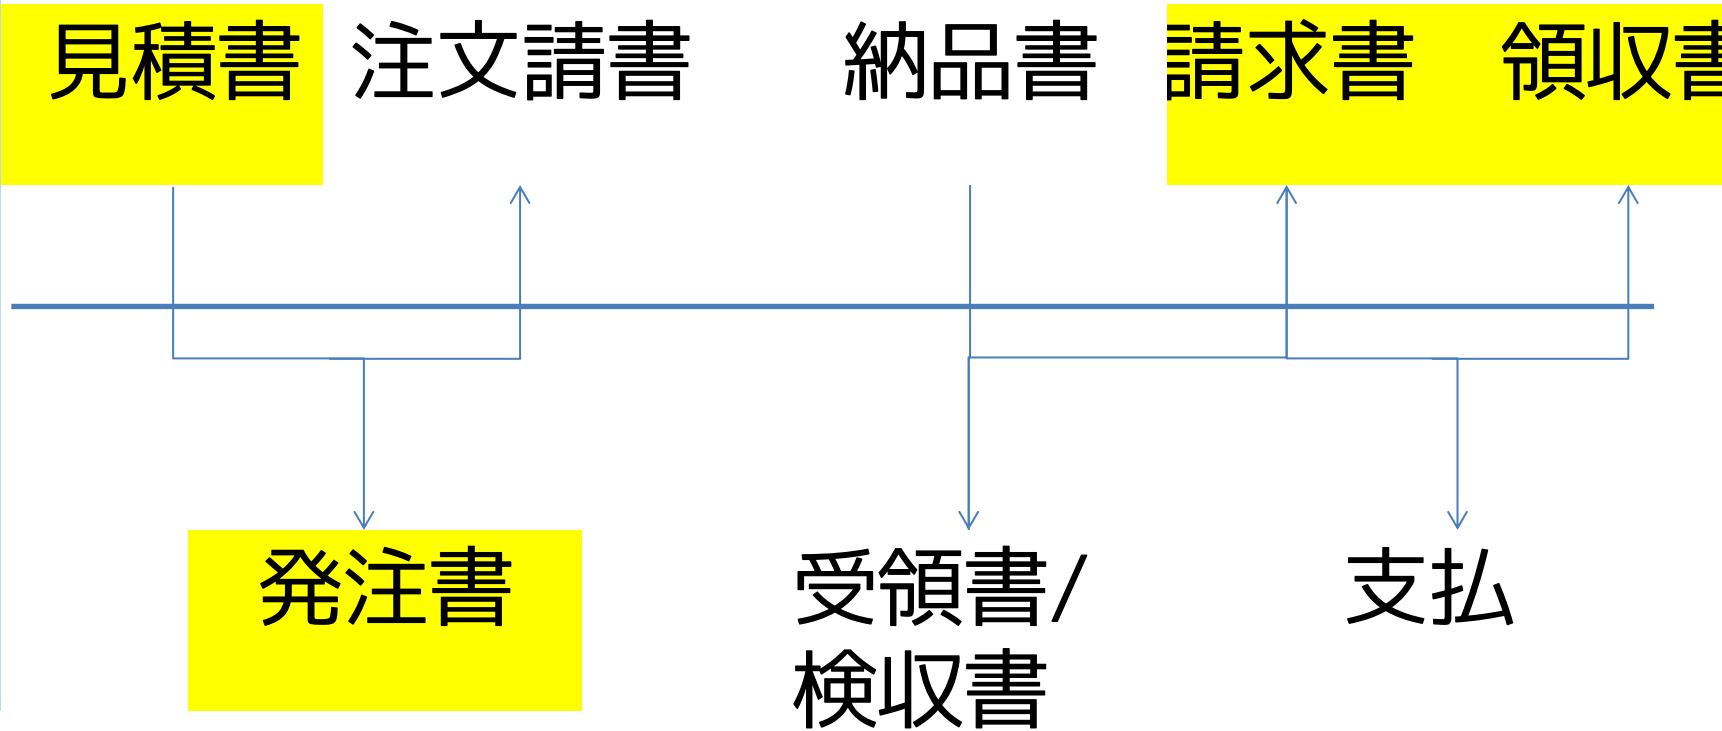 見積書
注文請書
納品書
請求書
領収書
発注書
受領書/
検収書
支払